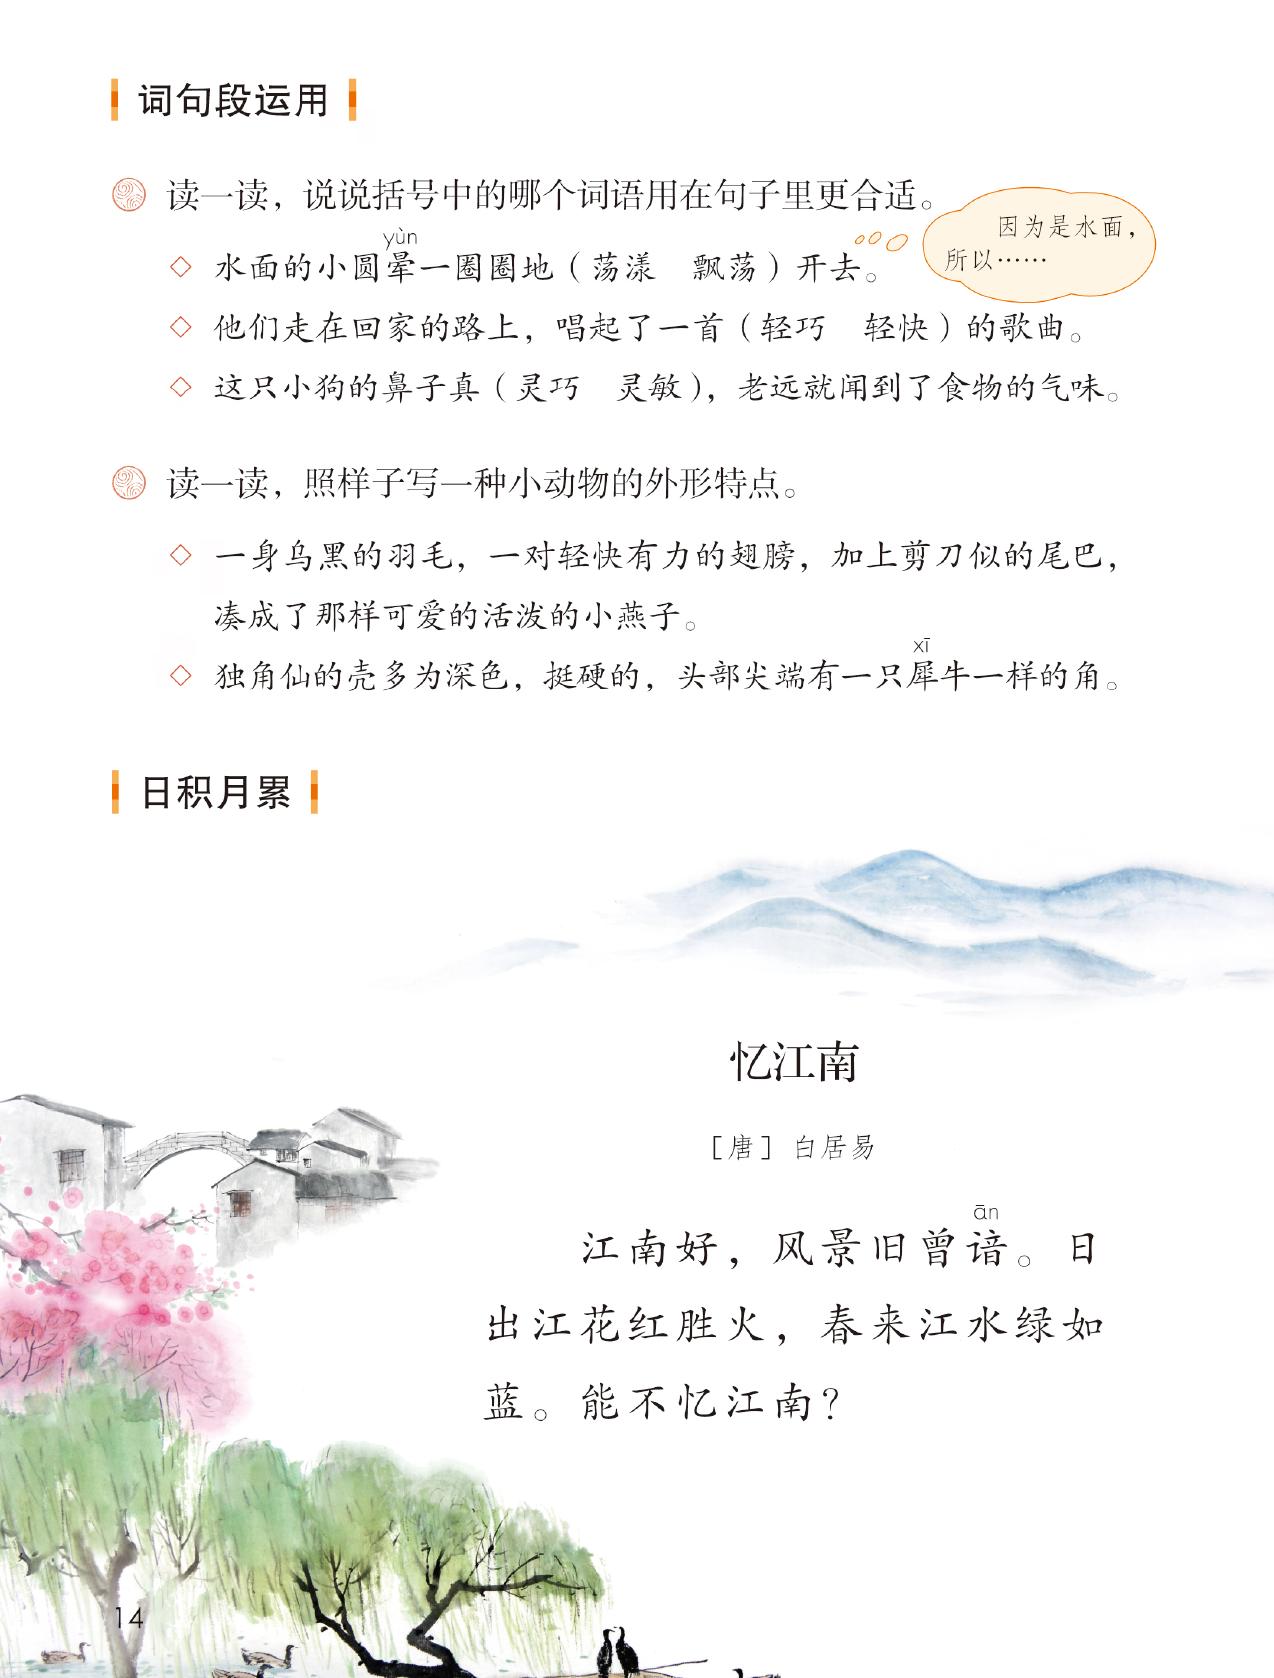 词句段运用
读一读，说说括号中的哪个词语用在句子里更合适。
因为是水面，
所以……
yùn
水面的小圆晕一圈圈地（荡漾　飘荡）开去。
他们走在回家的路上，唱起了一首（轻巧　轻快）的歌曲。
这只小狗的鼻子真（灵巧　灵敏），老远就闻到了食物的气味。
读一读，照样子写一种小动物的外形特点。
一身乌黑的羽毛，一对轻快有力的翅膀，加上剪刀似的尾巴，
凑成了那样可爱的活泼的小燕子。
xī
独角仙的壳多为深色，挺硬的，头部尖端有一只犀牛一样的角。
日积月累
忆江南
［唐］白居易
ān
江南好，风景旧曾谙。日
出江花红胜火，春来江水绿如
蓝。能不忆江南？
14